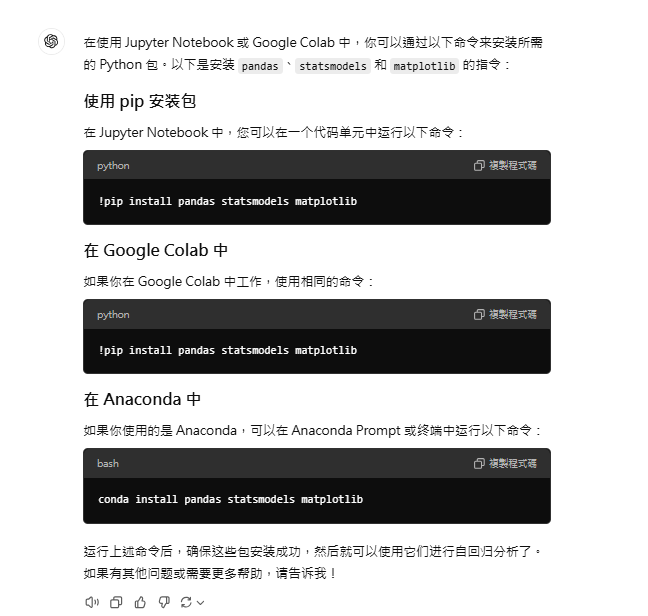 在使用 Jupyter Notebook 或 Google Colab 中，你可以通过以下命令来安装所需
的 Python 包。以下是安装 pandas、statsmodels 和 matplotlib 的指令：
使用 pip 安装包
在 Jupyter Notebook 中，您可以在一个代码单元中运行以下命令：
python 複製程式碼
!pip install pandas statsmodels matplotlib
在 Google Colab 中
如果你在 Google Colab 中工作，使用相同的命令：
python 複製程式碼
!pip install pandas statsmodels matplotlib
在 Anaconda 中
如果你使用的是 Anaconda，可以在 Anaconda Prompt 或终端中运行以下命令：
bash 複製程式碼
conda install pandas statsmodels matplotlib
运行上述命令后，确保这些包安装成功，然后就可以使用它们进行自回归分析了。
如果有其他问题或需要更多帮助，请告诉我！